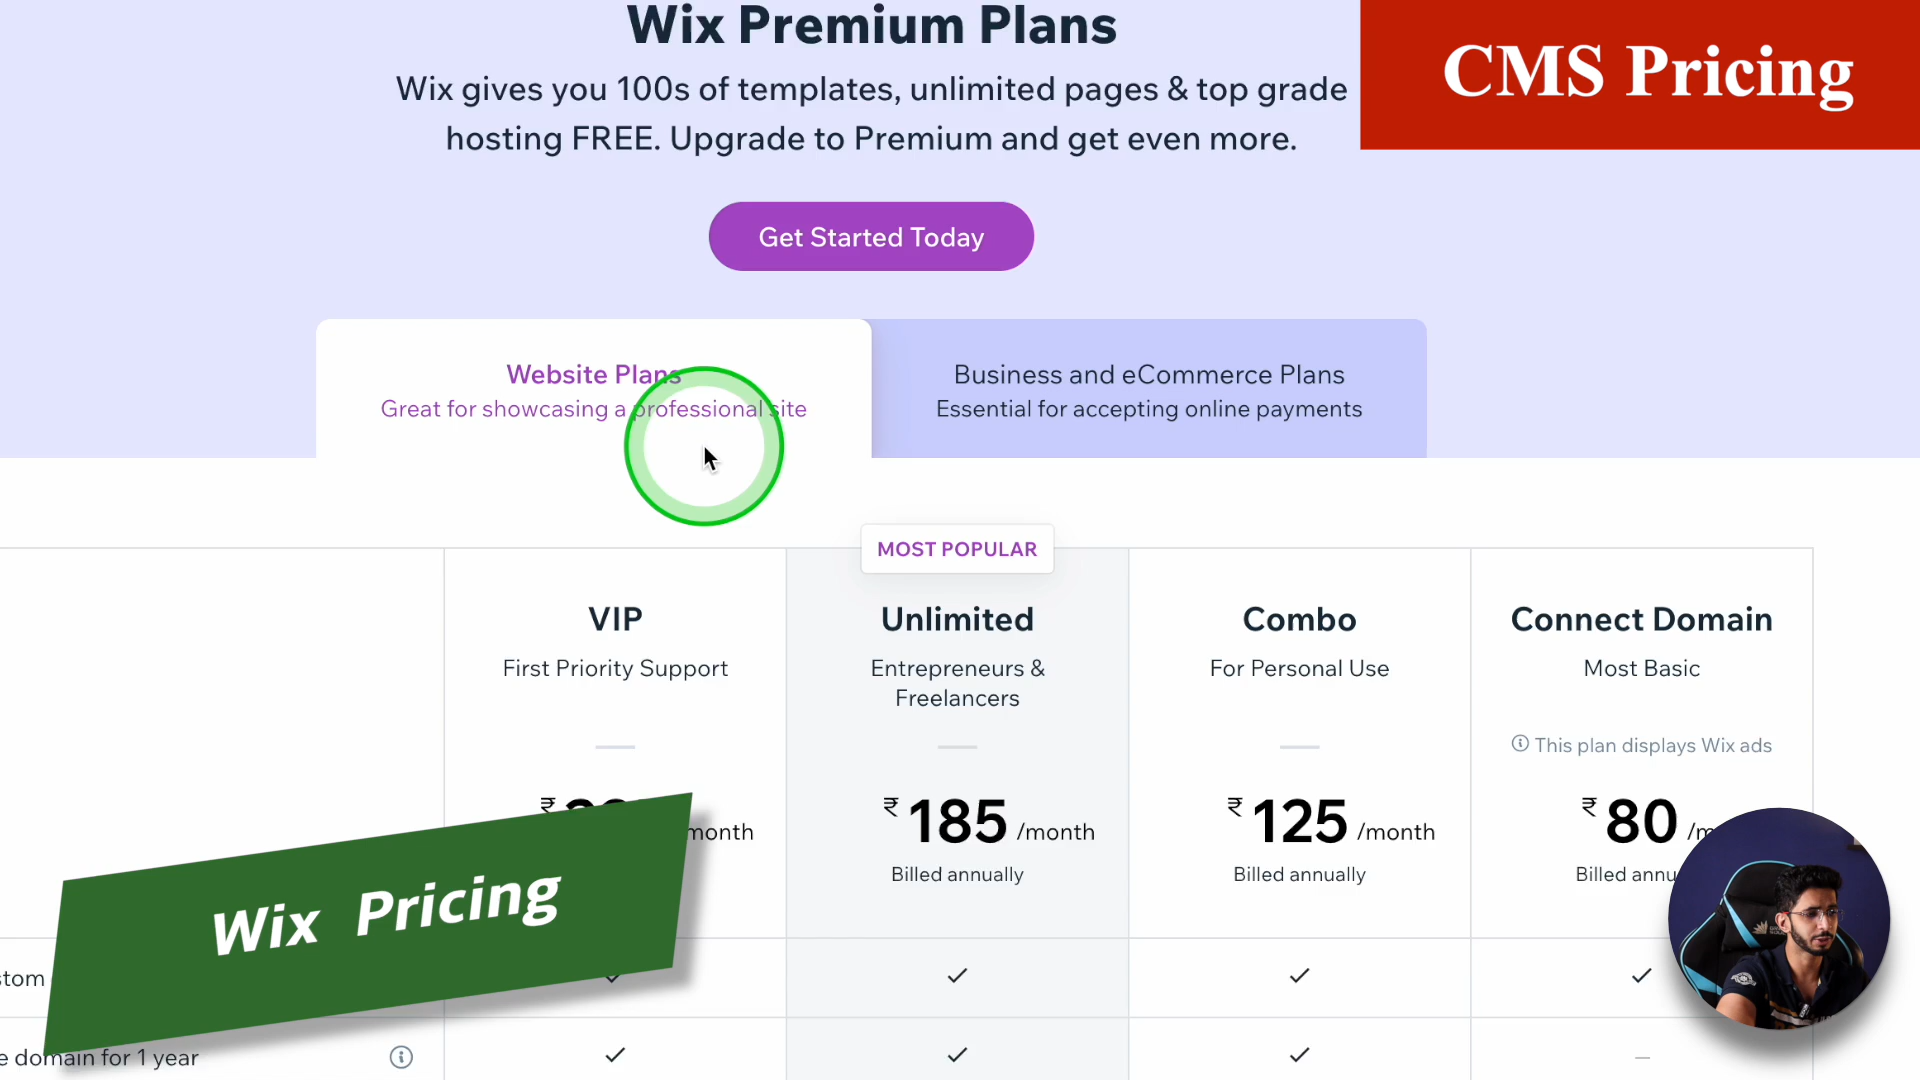 Wix Premium Plans
CMS Pricing
Wix gives you 100s of templates, unlimited pages & top grade
hosting FREE. Upgrade to Premium and get even more.
Get Started Today
Website Plans
Great for showcasing a professional site
Business and eCommerce Plans
Essential for accepting online payments
MOST POPULAR
VIP
First Priority Support
month
Unlimited
Entrepreneurs &
Freelancers
₹185 /month
Billed annually
Combo
For Personal Use
₹125 /month
Billed annually
Connect Domain
Most Basic
This plan displays Wix ads
₹80
Billed
Wix Pricing
domain for 1 year